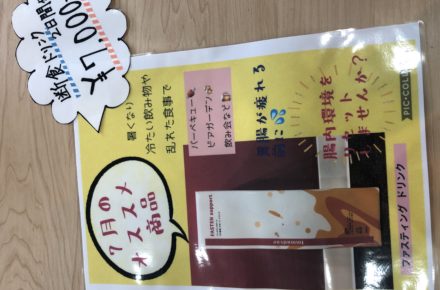 断食ドリンク
2日間
¥7,000
7月の
オススメ
商品
暑くなり
冷たい飲み物や
乱れた食事で
バーベキュー
ビアガーデン
飲み会など
胃腸が疲れる
前に
FASTEN support
腸内環境を
リセット
しませんか?
ファスティング ドリンク
PIC•COL